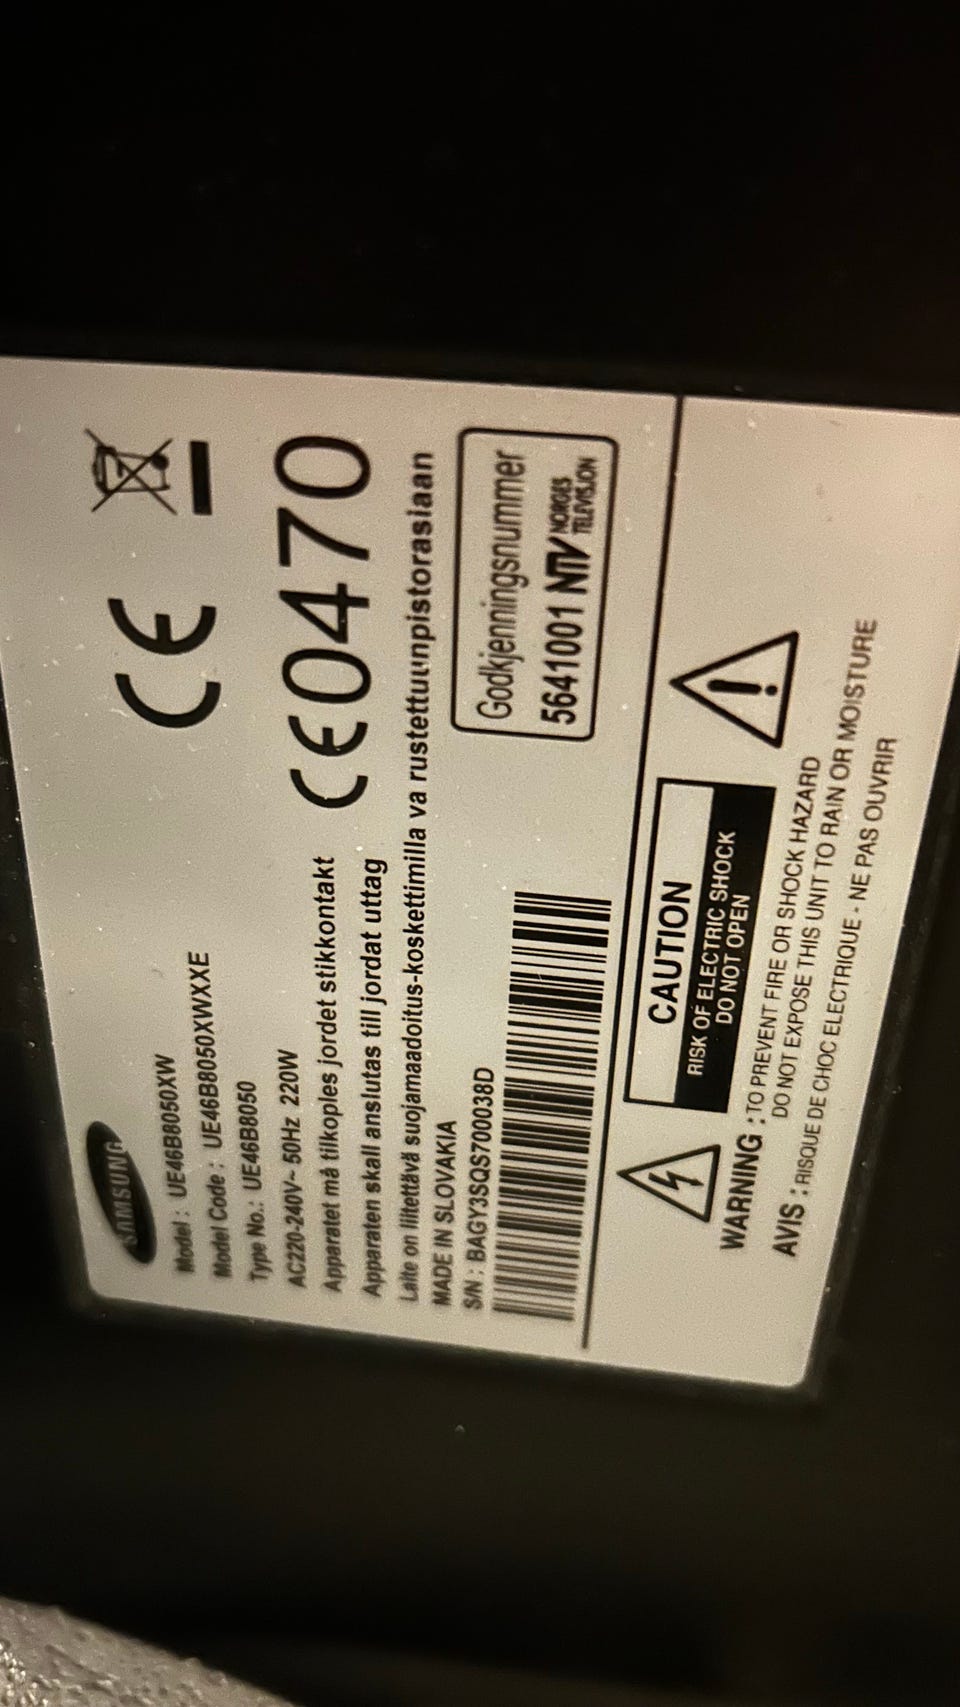 SAMSUNG
Model : UE46B8050XW
Model Code : UE46B8050XWXXE
Type No.: UE46B8050
AC220-240V~ 50Hz 220W
Apparatet må tilkoples jordet stikkontakt
Apparaten skall anslutas till jordat uttag
Laite on liitettävä suojamaadoitus-koskettimilla va rustettuunpistorasiaan
MADE IN SLOVAKIA
S/N : BAGY3SQS700038D
CE
CE0470
Godkjenningsnummer
5641001 NTV NORGES
TELEVISJON
CAUTION
RISK OF ELECTRIC SHOCK
DO NOT OPEN
WARNING : TO PREVENT FIRE OR SHOCK HAZARD
DO NOT EXPOSE THIS UNIT TO RAIN OR MOISTURE
AVIS : RISQUE DE CHOC ELECTRIQUE - NE PAS OUVRIR